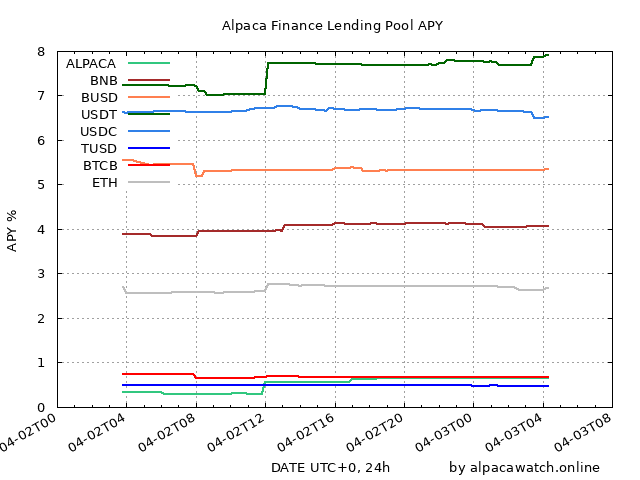 Alpaca Finance Lending Pool APY
8
7
6
5
4
3
2
1
0
APY %
ALPACA
BNB
BUSD
USDT
USDC
TUSD
BTCB
ETH
04-02T00
04-02T04
04-02T08
04-02T12
04-02T16
04-02T20
04-03T00
04-03T04
04-03T08
DATE UTC+0, 24h
by alpacawatch.online